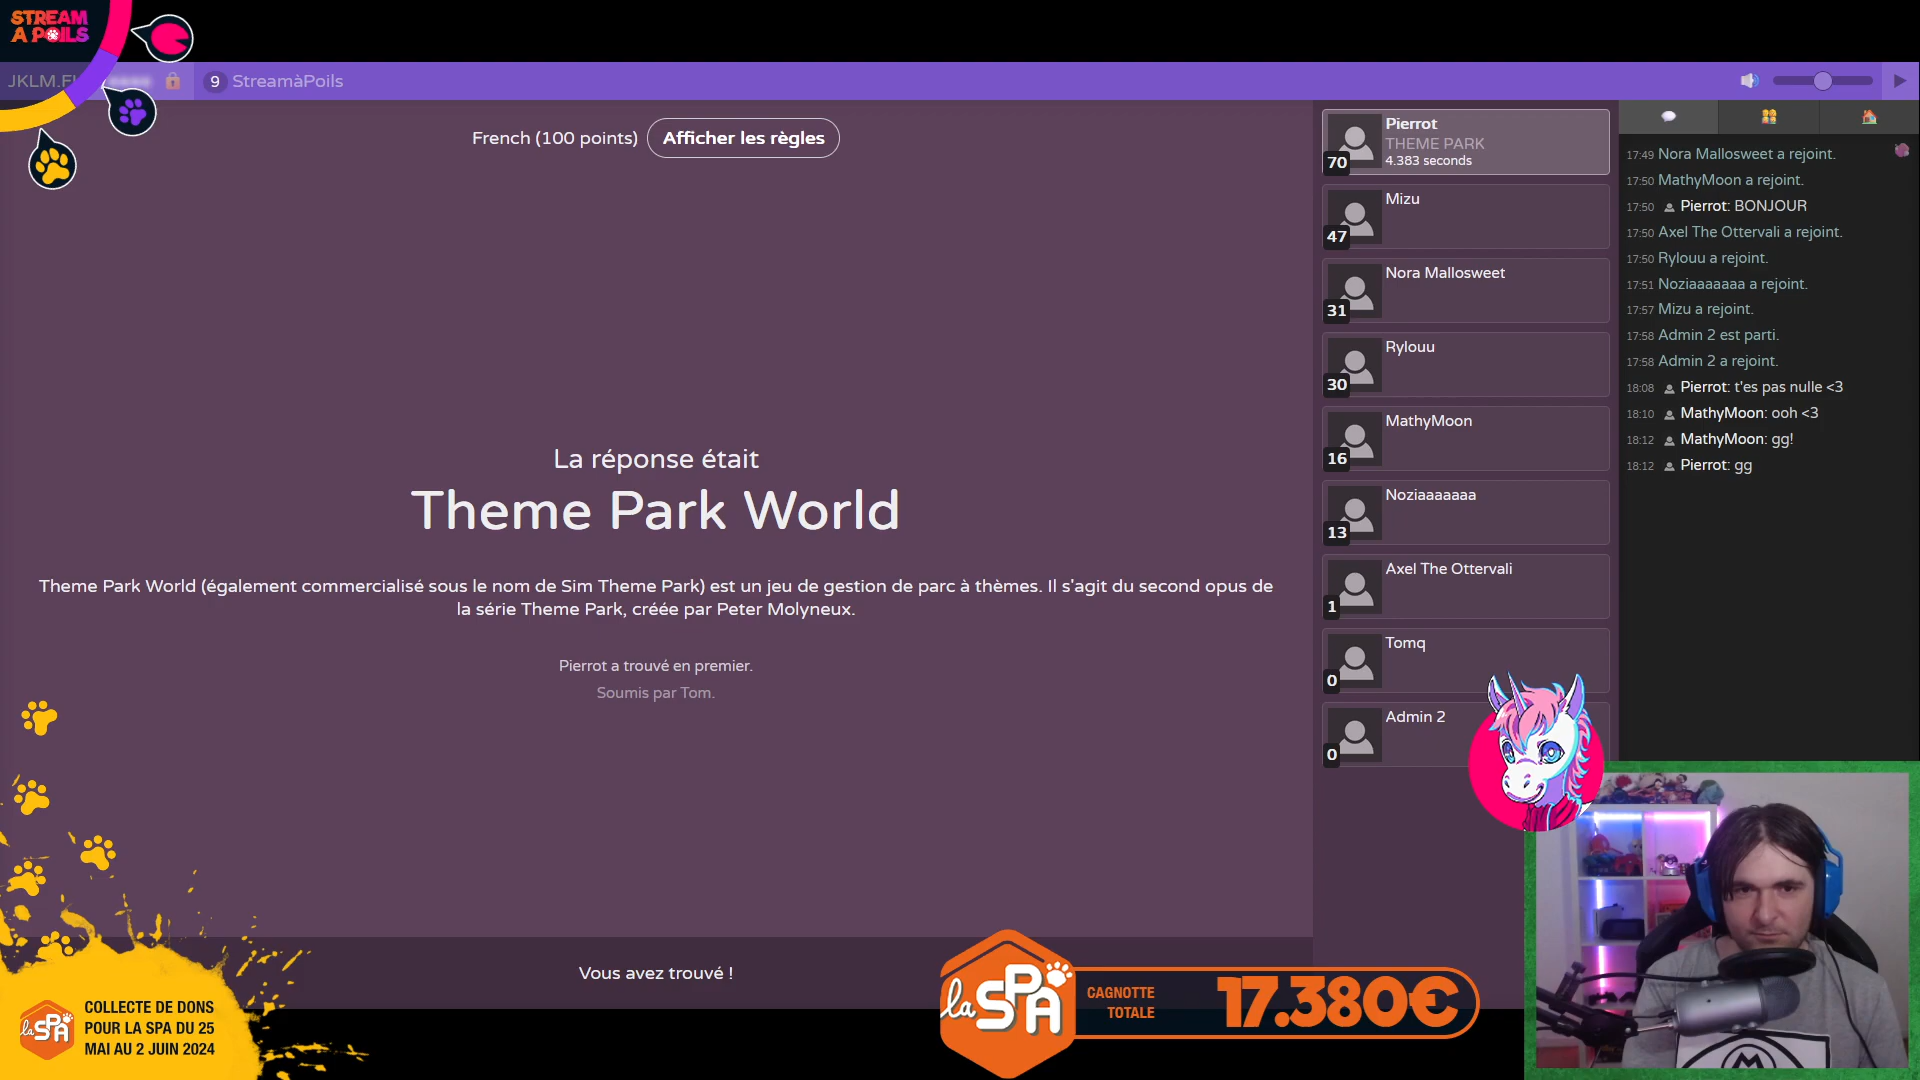 STREAM
A POILS
JKLM.F
9 StreamàPoils
French (100 points) Afficher les règles
La réponse était
Theme Park World
Theme Park World (également commercialisé sous le nom de Sim Theme Park) est un jeu de gestion de parc à thèmes. Il s'agit du second opus de
la série Theme Park, créée par Peter Molyneux.
Pierrot a trouvé en premier.
Soumis par Tom.
Vous avez trouvé !
Pierrot
THEME PARK
4.383 seconds
70
Mizu
47
Nora Mallosweet
31
Rylouu
30
MathyMoon
16
Noziaaaaaaa
13
Axel The Ottervali
1
Tomq
0
Admin 2
0
17:49 Nora Mallosweet a rejoint.
17:50 MathyMoon a rejoint.
17:50 Pierrot: BONJOUR
17:50 Axel The Ottervali a rejoint.
17:50 Rylouu a rejoint.
17:51 Noziaaaaaaa a rejoint.
17:57 Mizu a rejoint.
17:58 Admin 2 est parti.
17:58 Admin 2 a rejoint.
18:08 Pierrot: t'es pas nulle <3
18:10 MathyMoon: ooh <3
18:12 MathyMoon: gg!
18:12 Pierrot: gg
la SPA
COLLECTE DE DONS
POUR LA SPA DU 25
MAI AU 2 JUIN 2024
la SPA
CAGNOTTE
TOTALE
17.380€
M